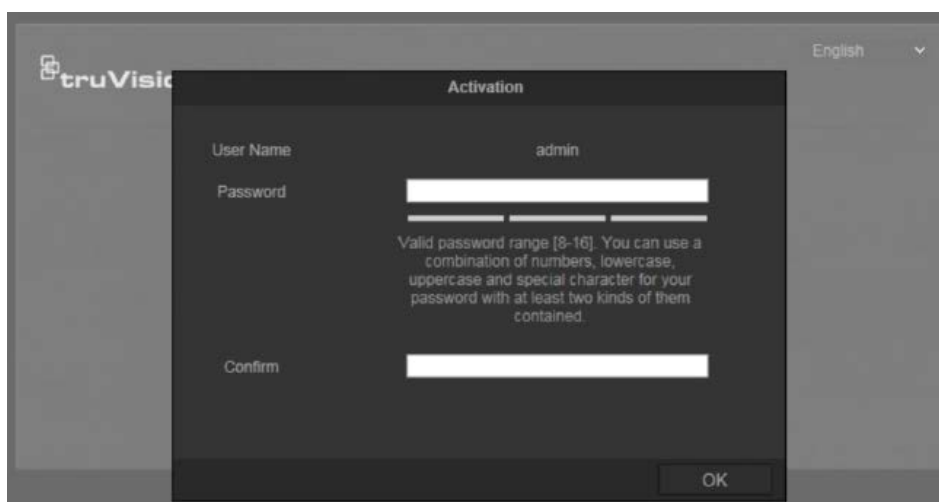 English
truVisio
Activation
User Name admin
Password
Valid password range [8-16]. You can use a
combination of numbers, lowercase,
uppercase and special character for your
password with at least two kinds of them
contained.
Confirm
OK